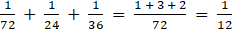 1/72 + 1/24 + 1/36 = (1 + 3 + 2)/72 = 1/12